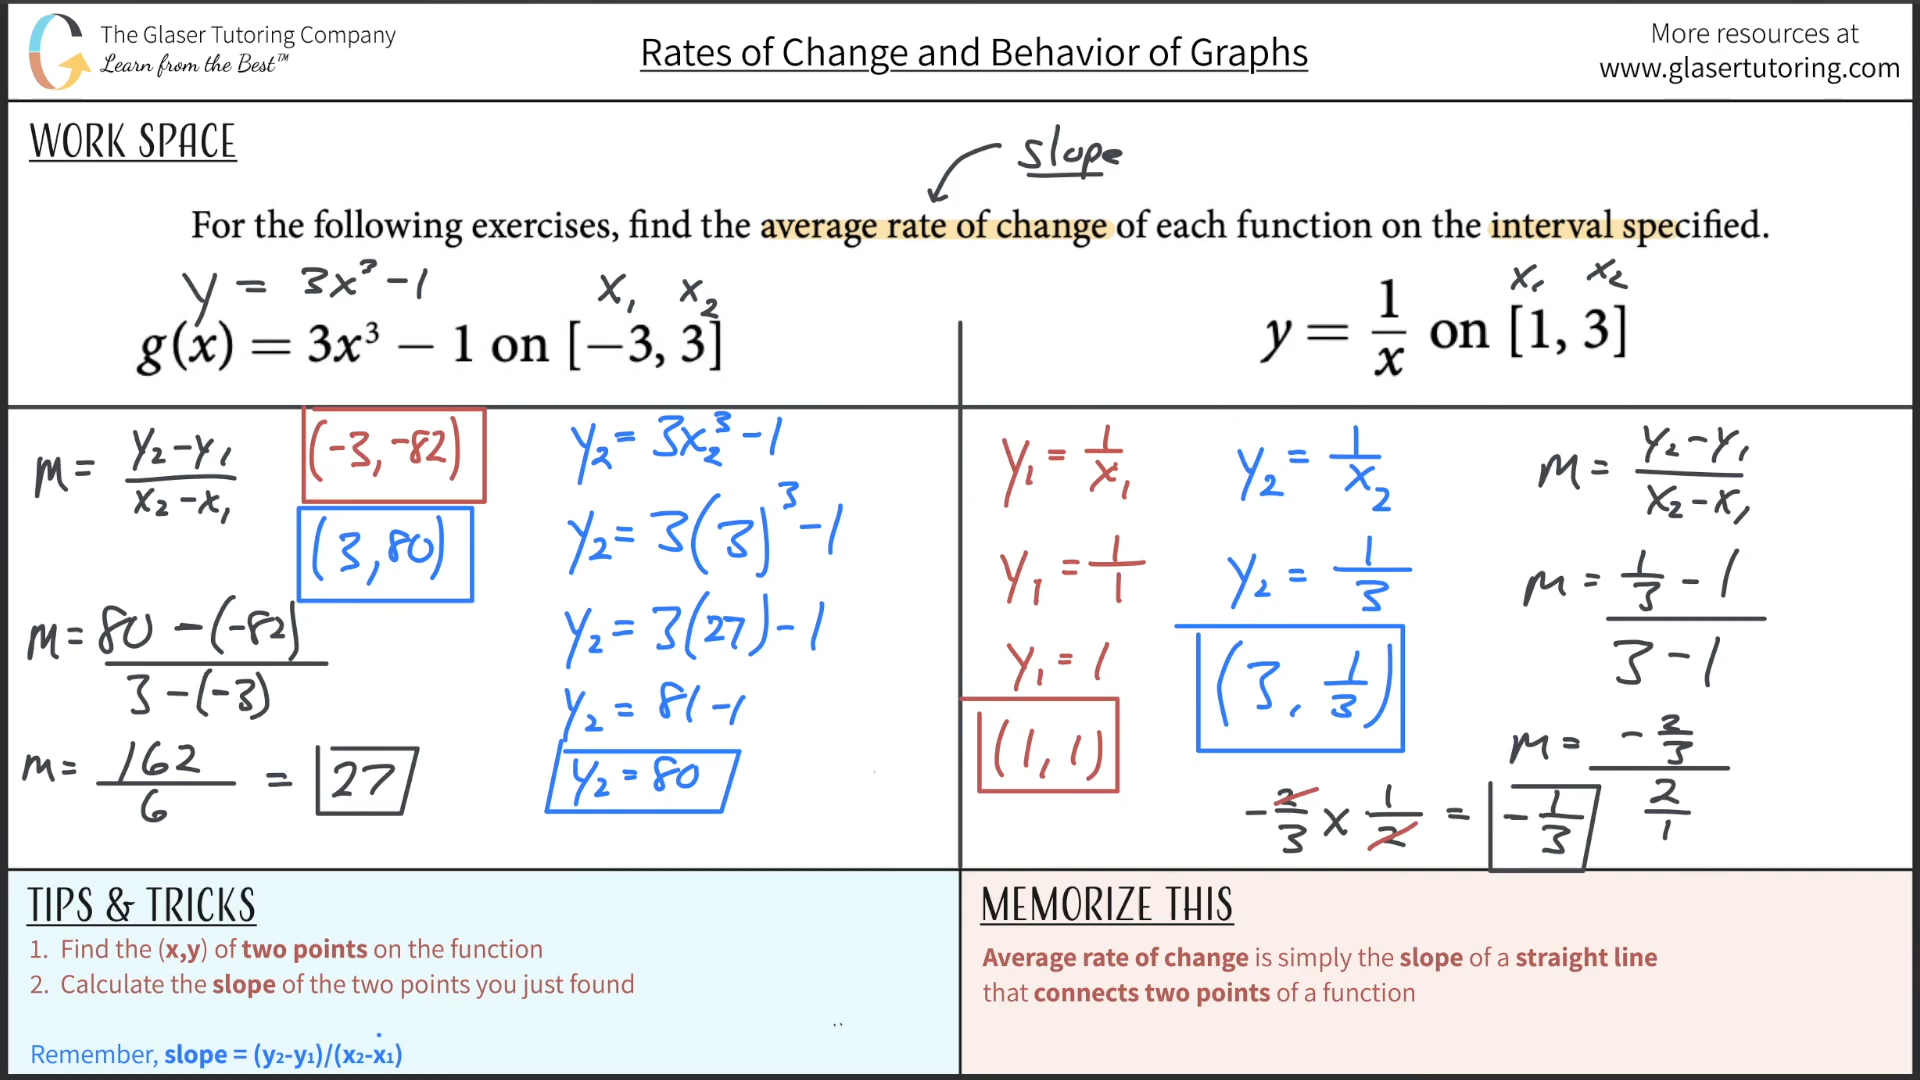 The Glaser Tutoring Company
Learn from the Best™
Rates of Change and Behavior of Graphs
More resources at
www.glasertutoring.com
WORK SPACE
slope
For the following exercises, find the average rate of change of each function on the interval specified.
y = 3x³ - 1
x₁ x₂
g(x) = 3x³ − 1 on [−3, 3]
x₁ x₂
y = 1/x on [1, 3]
m = (y₂-y₁)/(x₂-x₁)
(-3, -82)
(3, 80)
m = (80 - (-82))/(3 - (-3))
m = 162/6 = 27
y₂ = 3x₂³ - 1
y₂ = 3(3)³ - 1
y₂ = 3(27) - 1
y₂ = 81 - 1
y₂ = 80
y₁ = 1/x₁
y₁ = 1/1
y₁ = 1
(1, 1)
y₂ = 1/x₂
y₂ = 1/3
(3, 1/3)
m = (y₂-y₁)/(x₂-x₁)
m = (1/3 - 1)/(3 - 1)
m = (-2/3)/(2/1)
-2/3 x 1/2 = -1/3
TIPS & TRICKS
1. Find the (x,y) of two points on the function
2. Calculate the slope of the two points you just found
Remember, slope = (y₂-y₁)/(x₂-x₁)
MEMORIZE THIS
Average rate of change is simply the slope of a straight line
that connects two points of a function